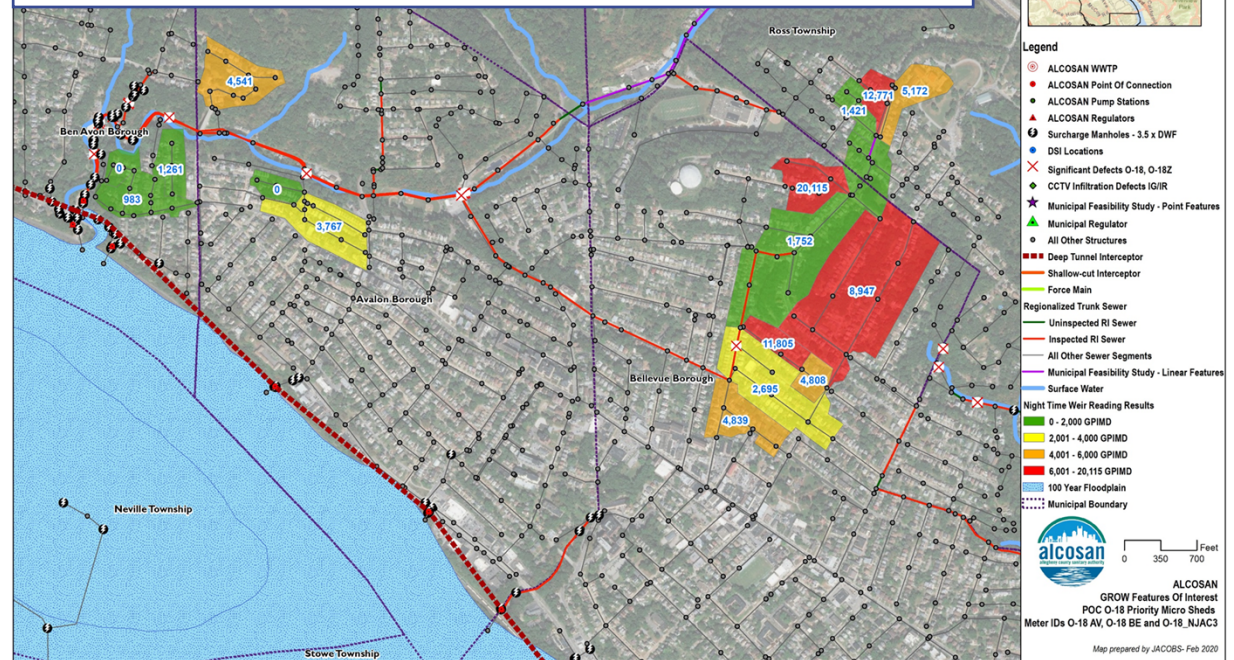 Ross Township
4,541
12,771
5,172
1,421
Ben Avon Borough
0
1,261
983
0
3,767
20,115
1,752
8,947
Avalon Borough
11,805
Bellevue Borough
2,695
4,808
4,839
Neville Township
Stowe Township
Legend
ALCOSAN WWTP
ALCOSAN Point Of Connection
ALCOSAN Pump Stations
ALCOSAN Regulators
Surcharge Manholes - 3.5 x DWF
DSI Locations
Significant Defects O-18, O-18Z
CCTV Infiltration Defects IG/IR
Municipal Feasibility Study - Point Features
Municipal Regulator
All Other Structures
Deep Tunnel Interceptor
Shallow-cut Interceptor
Force Main
Regionalized Trunk Sewer
Uninspected RI Sewer
Inspected RI Sewer
All Other Sewer Segments
Municipal Feasibility Study - Linear Features
Surface Water
Night Time Weir Reading Results
0 - 2,000 GPIMD
2,001 - 4,000 GPIMD
4,001 - 6,000 GPIMD
6,001 - 20,115 GPIMD
100 Year Floodplain
Municipal Boundary
alcosan
allegheny county sanitary authority
Feet
0 350 700
ALCOSAN
GROW Features Of Interest
POC O-18 Priority Micro Sheds
Meter IDs O-18 AV, O-18 BE and O-18_NJAC3
Map prepared by JACOBS- Feb 2020